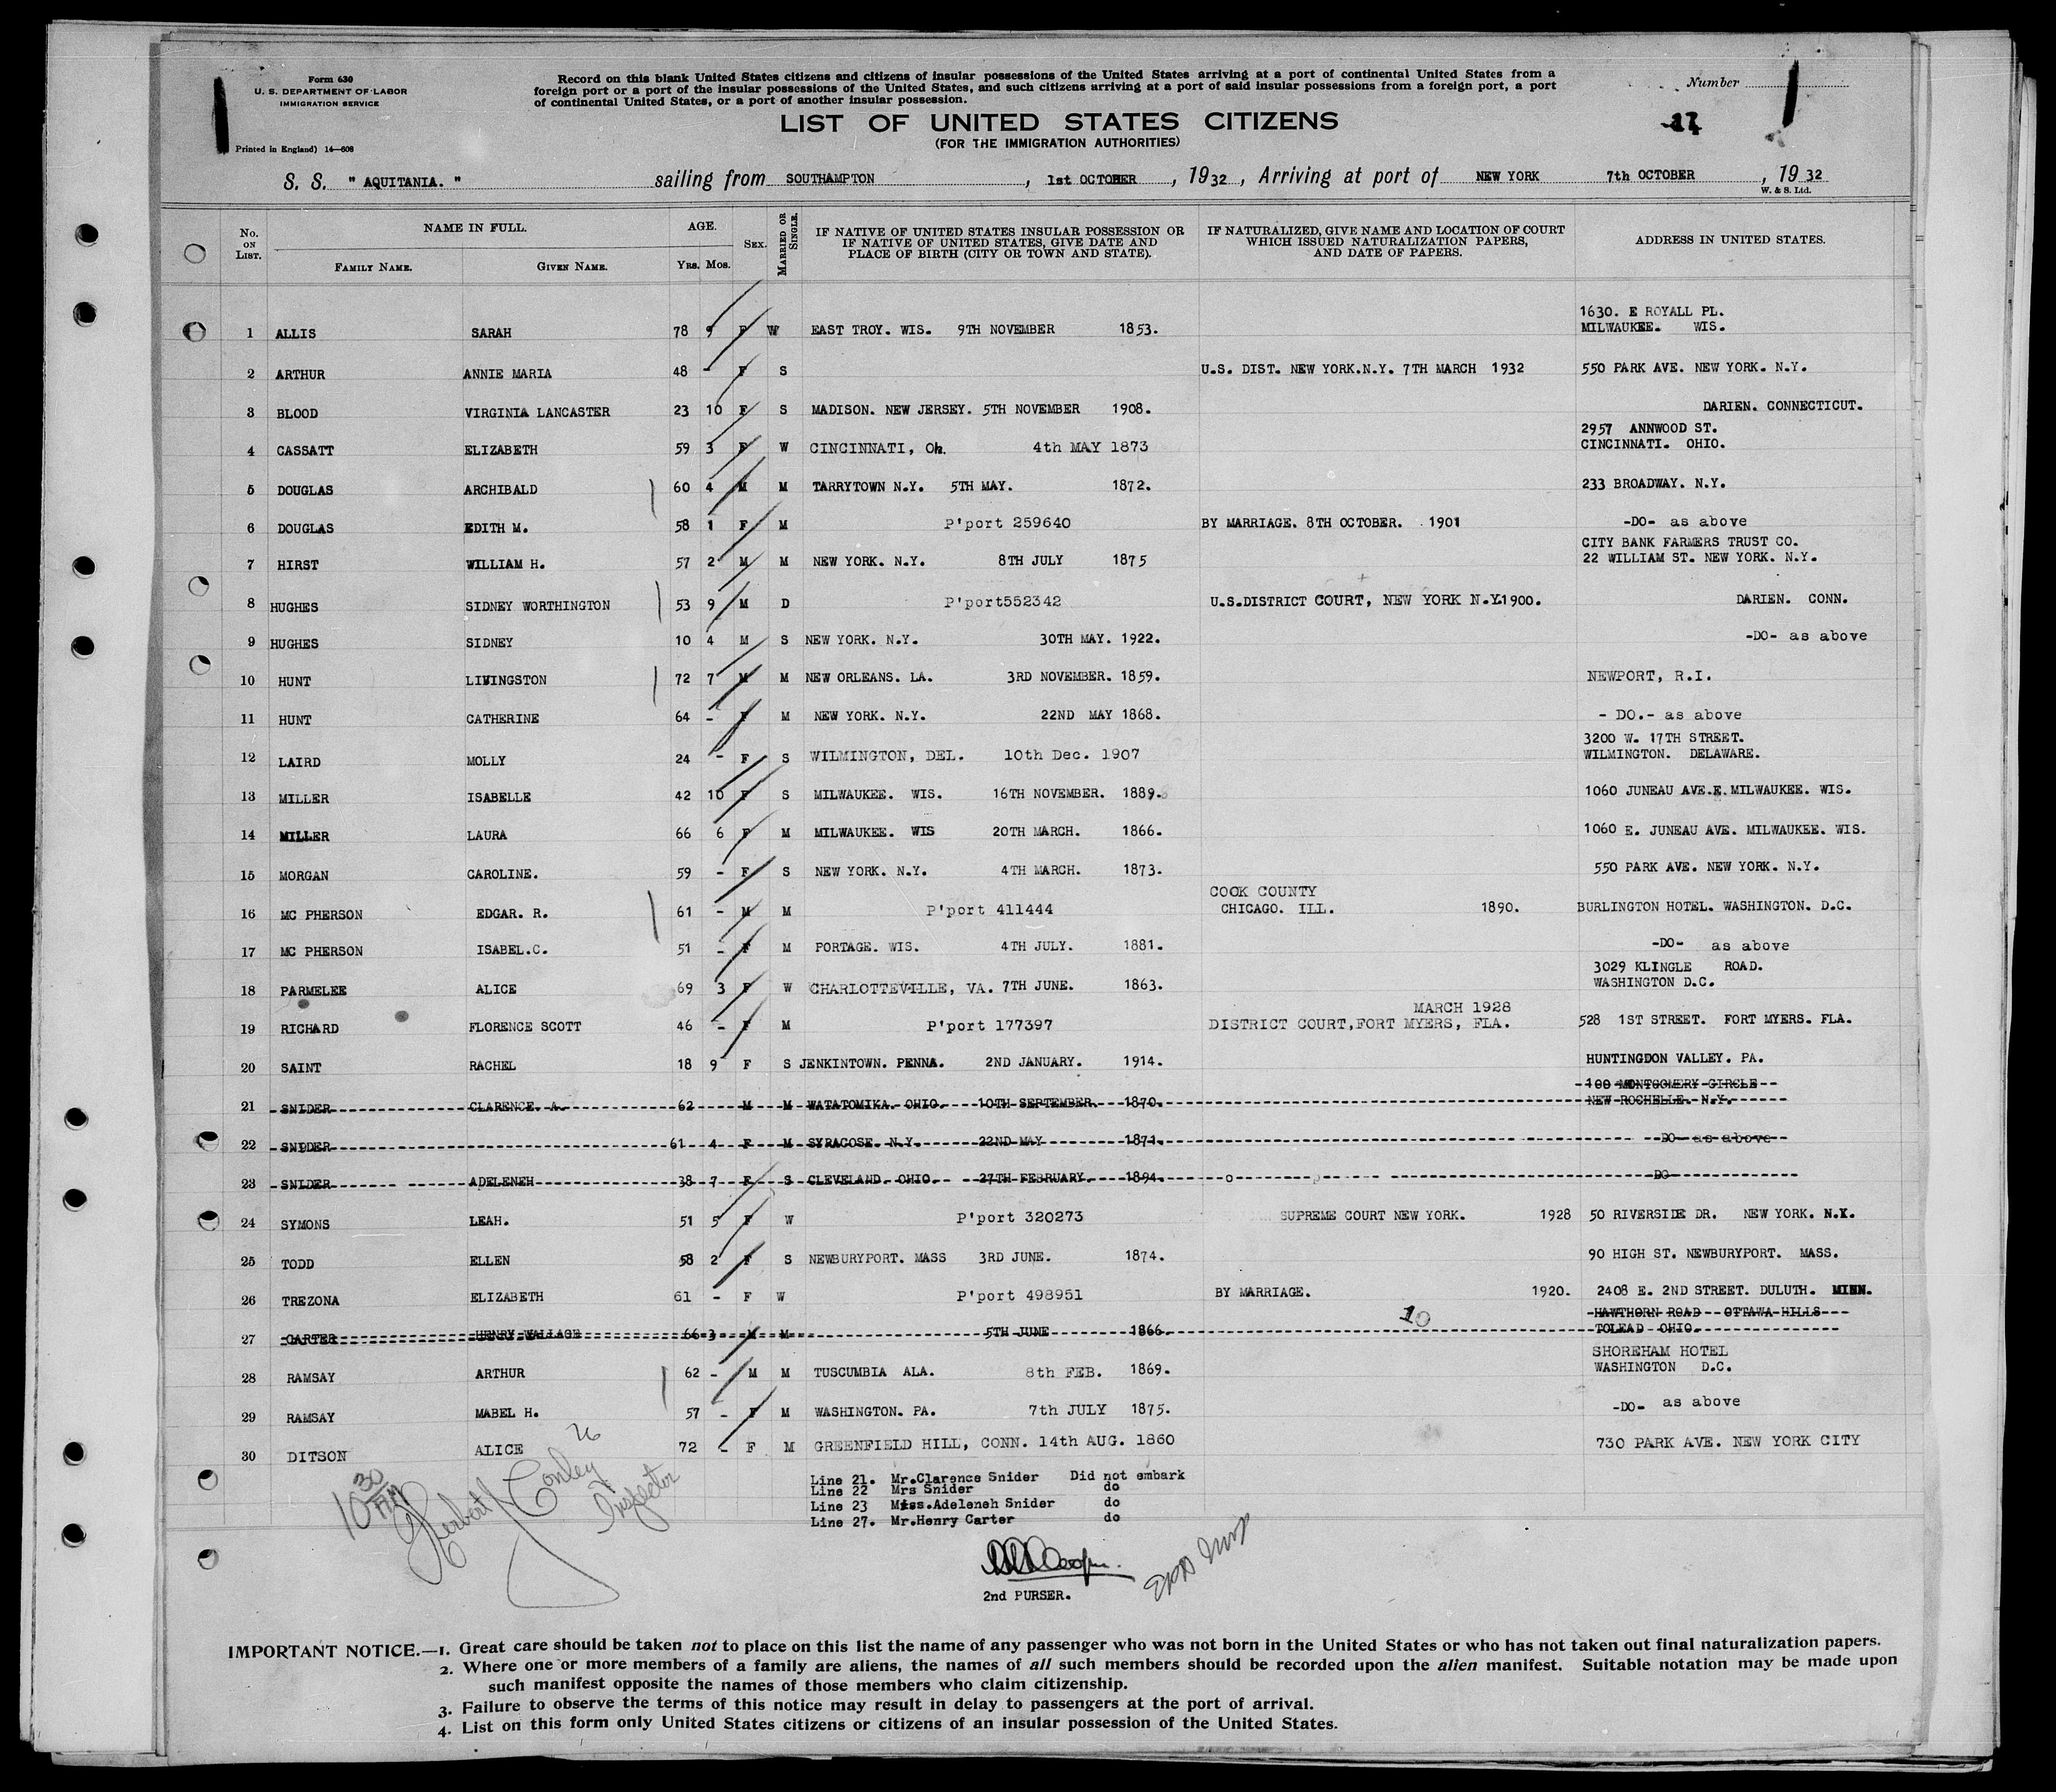 Form 630
U. S. DEPARTMENT OF LABOR
IMMIGRATION SERVICE
Printed in England) 14—608
Record on this blank United States citizens and citizens of insular possessions of the United States arriving at a port of continental United States from a
foreign port or a port of the insular possessions of the United States, and such citizens arriving at a port of said insular possessions from a foreign port, a port
of continental United States, or a port of another insular possession.
Number
LIST OF UNITED STATES CITIZENS
(FOR THE IMMIGRATION AUTHORITIES)
S. S. " AQUITANIA. " sailing from SOUTHAMPTON , 1st OCTOBER , 1932 , Arriving at port of NEW YORK 7th OCTOBER , 1932
W. & S. Ltd.
No. ON LIST. NAME IN FULL. AGE. SEX. MARRIED OR SINGLE. IF NATIVE OF UNITED STATES INSULAR POSSESSION OR IF NATIVE OF UNITED STATES, GIVE DATE AND PLACE OF BIRTH (CITY OR TOWN AND STATE). IF NATURALIZED, GIVE NAME AND LOCATION OF COURT WHICH ISSUED NATURALIZATION PAPERS, AND DATE OF PAPERS. ADDRESS IN UNITED STATES.
FAMILY NAME. GIVEN NAME. YRS. MOS.
1630. E ROYALL PL.
1 ALLIS SARAH 78 9 F W EAST TROY. WIS. 9TH NOVEMBER 1853. MILWAUKEE. WIS.
2 ARTHUR ANNIE MARIA 48 - F S U.S. DIST. NEW YORK.N.Y. 7TH MARCH 1932 550 PARK AVE. NEW YORK. N.Y.
3 BLOOD VIRGINIA LANCASTER 23 10 F S MADISON. NEW JERSEY. 5TH NOVEMBER 1908. DARIEN. CONNECTICUT.
2957 ANNWOOD ST.
4 CASSATT ELIZABETH 59 3 F W CINCINNATI, Oh. 4th MAY 1873 CINCINNATI. OHIO.
5 DOUGLAS ARCHIBALD 60 4 M M TARRYTOWN N.Y. 5TH MAY. 1872. 233 BROADWAY. N.Y.
6 DOUGLAS EDITH M. 58 1 F M P'port 259640 BY MARRIAGE. 8TH OCTOBER. 1901 -DO- as above
CITY BANK FARMERS TRUST CO.
7 HIRST WILLIAM H. 57 2 M M NEW YORK. N.Y. 8TH JULY 1875 22 WILLIAM ST. NEW YORK. N.Y.
8 HUGHES SIDNEY WORTHINGTON 53 9 M D P'port552342 U.S.DISTRICT COURT, NEW YORK N.Y.1900. DARIEN. CONN.
9 HUGHES SIDNEY 10 4 M S NEW YORK. N.Y. 30TH MAY. 1922. -DO- as above
10 HUNT LIVINGSTON 72 7 M M NEW ORLEANS. LA. 3RD NOVEMBER. 1859. NEWPORT, R.I.
11 HUNT CATHERINE 64 - F M NEW YORK. N.Y. 22ND MAY 1868. - DO.- as above
3200 W. 17TH STREET.
12 LAIRD MOLLY 24 - F S WILMINGTON, DEL. 10th Dec. 1907 WILMINGTON. DELAWARE.
13 MILLER ISABELLE 42 10 F S MILWAUKEE. WIS. 16TH NOVEMBER. 1889. 1060 JUNEAU AVE.E.MILWAUKEE. WIS.
14 MILLER LAURA 66 6 F M MILWAUKEE. WIS 20TH MARCH. 1866. 1060 E. JUNEAU AVE. MILWAUKEE. WIS.
15 MORGAN CAROLINE. 59 - F S NEW YORK. N.Y. 4TH MARCH. 1873. 550 PARK AVE. NEW YORK. N.Y.
COOK COUNTY
16 MC PHERSON EDGAR. R. 61 - M M P'port 411444 CHICAGO. ILL. 1890. BURLINGTON HOTEL. WASHINGTON. D.C.
17 MC PHERSON ISABEL.C. 51 - F M PORTAGE. WIS. 4TH JULY. 1881. -DO- as above
3029 KLINGLE ROAD.
18 PARMELEE ALICE 69 3 F W CHARLOTTEVILLE, VA. 7TH JUNE. 1863. WASHINGTON D.C.
MARCH 1928
19 RICHARD FLORENCE SCOTT 46 - F M P'port 177397 DISTRICT COURT,FORT MYERS, FLA. 528 1ST STREET. FORT MYERS. FLA.
20 SAINT RACHEL 18 9 F S JENKINTOWN. PENNA. 2ND JANUARY. 1914. HUNTINGDON VALLEY. PA.
100 MONTGOMERY CIRCLE
21 SNIDER CLARENCE. A. 62 M M WATATOMIKA. OHIO. 10TH SEPTEMBER. 1870. NEW ROCHELLE. N.Y.
22 SNIDER 61 4 F M SYRACOSE. N.Y. 22ND MAY 1871. DO as above
23 SNIDER ADELENEH 38 7 F S CLEVELAND. OHIO. 27TH FEBRUARY. 1894. DO
24 SYMONS LEAH. 51 5 F W P'port 320273 SUPREME COURT NEW YORK. 1928 50 RIVERSIDE DR. NEW YORK. N.Y.
25 TODD ELLEN 58 2 F S NEWBURYPORT. MASS 3RD JUNE. 1874. 90 HIGH ST. NEWBURYPORT. MASS.
26 TREZONA ELIZABETH 61 - F W P'port 498951 BY MARRIAGE. 1920. 2408 E. 2ND STREET. DULUTH. MINN.
10 HAWTHORN ROAD OTTAWA HILLS
27 CARTER HENRY WALLACE 66 3 M M 5TH JUNE 1866. TOLEAD OHIO.
SHOREHAM HOTEL
28 RAMSAY ARTHUR 62 - M M TUSCUMBIA ALA. 8th FEB. 1869. WASHINGTON D.C.
29 RAMSAY MABEL H. 57 - F M WASHINGTON. PA. 7th JULY 1875. -DO- as above
30 DITSON ALICE 72 - F M GREENFIELD HILL, CONN. 14th AUG. 1860 730 PARK AVE. NEW YORK CITY
26
10 30 AM
Herbert Conley
Inspector
Line 21. Mr.Clarence Snider Did not embark
Line 22 Mrs Snider do
Line 23 Miss.Adeleneh Snider do
Line 27. Mr.Henry Carter do
2nd PURSER.
IMPORTANT NOTICE.—1. Great care should be taken not to place on this list the name of any passenger who was not born in the United States or who has not taken out final naturalization papers.
2. Where one or more members of a family are aliens, the names of all such members should be recorded upon the alien manifest. Suitable notation may be made upon
such manifest opposite the names of those members who claim citizenship.
3. Failure to observe the terms of this notice may result in delay to passengers at the port of arrival.
4. List on this form only United States citizens or citizens of an insular possession of the United States.